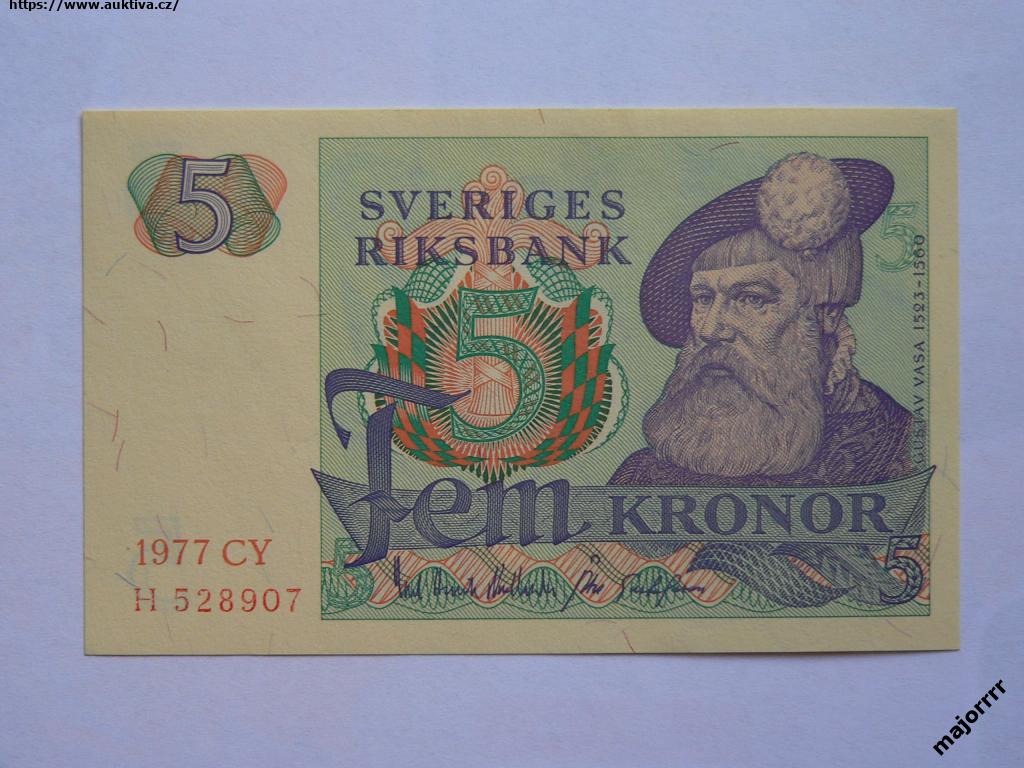 https://www.auktiva.cz/
5
SVERIGES
RIKSBANK
5
5
GUSTAV VASA 1523-1560
Fem KRONOR
1977 CY
H 528907
5
5
majorrrr